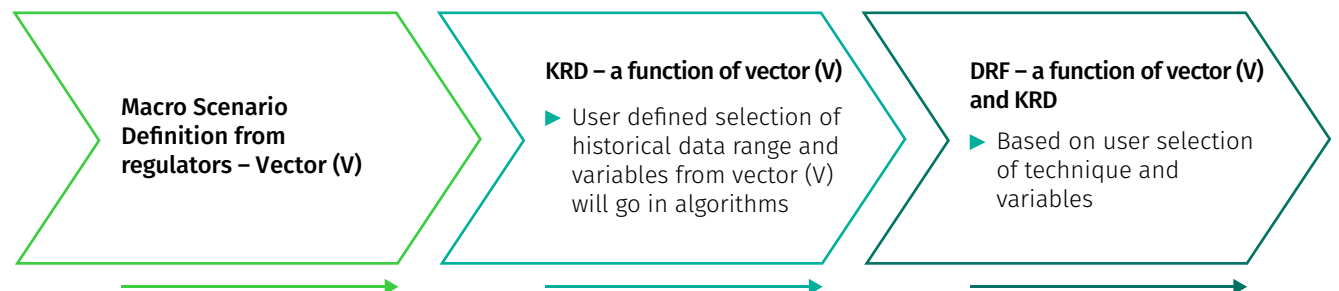 Macro Scenario
Definition from
regulators – Vector (V)
KRD – a function of vector (V)
User defined selection of
historical data range and
variables from vector (V)
will go in algorithms
DRF – a function of vector (V)
and KRD
Based on user selection
of technique and
variables